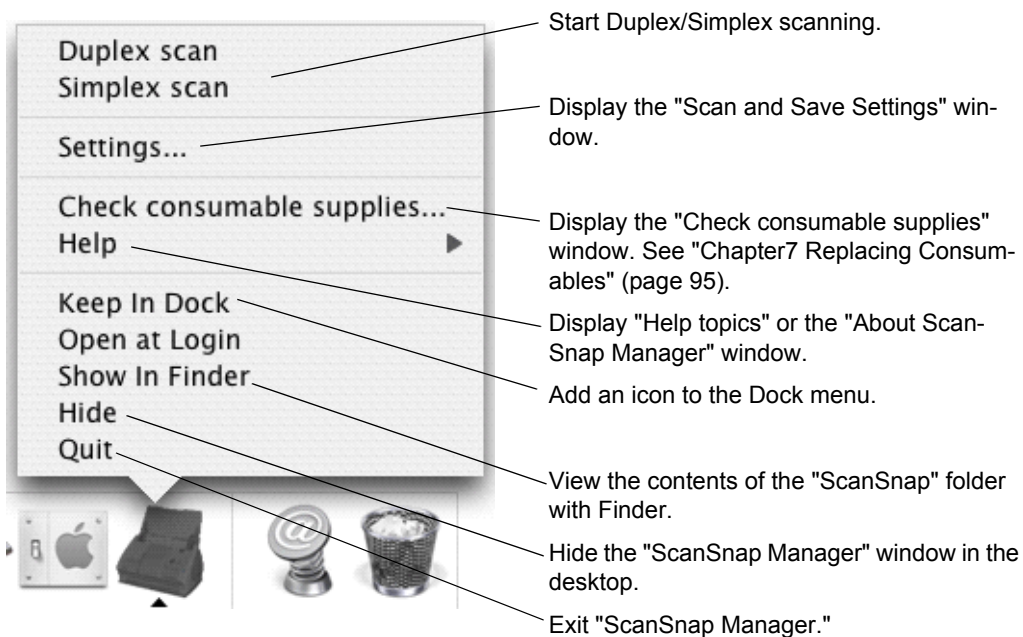 Duplex scan
Simplex scan
Settings...
Check consumable supplies...
Help
Keep In Dock
Open at Login
Show In Finder
Hide
Quit
Start Duplex/Simplex scanning.
Display the "Scan and Save Settings" win-
dow.
Display the "Check consumable supplies"
window. See "Chapter7 Replacing Consum-
ables" (page 95).
Display "Help topics" or the "About Scan-
Snap Manager" window.
Add an icon to the Dock menu.
View the contents of the "ScanSnap" folder
with Finder.
Hide the "ScanSnap Manager" window in the
desktop.
Exit "ScanSnap Manager."